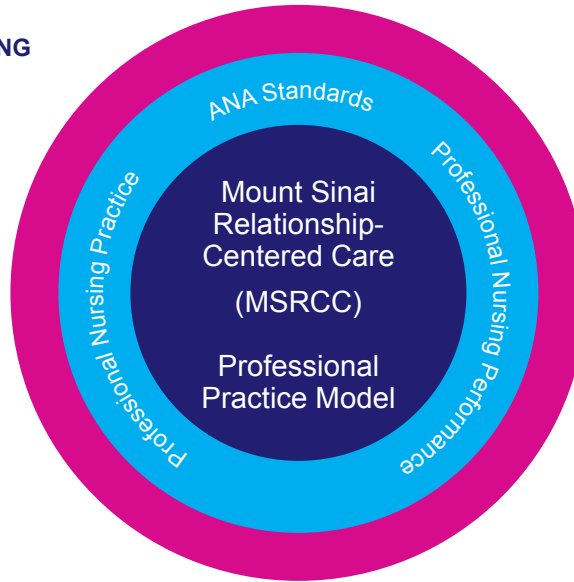 NG
ANA Standards
Professional Nursing Practice
Professional Nursing Performance
Mount Sinai
Relationship-
Centered Care
(MSRCC)
Professional
Practice Model